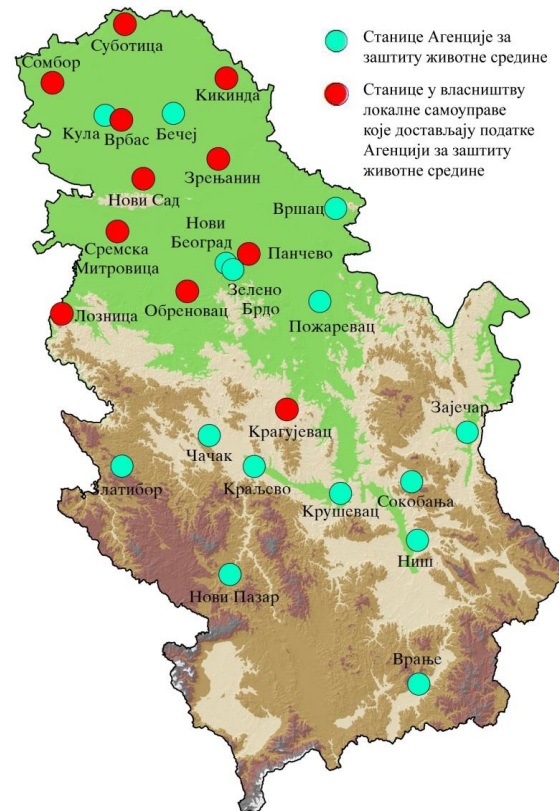 Станице Агенције за
заштиту животне средине
Станице у власништву
локалне самоуправе
које достављају податке
Агенцији за заштиту
животне средине
Суботица
Сомбор
Кикинда
Кула
Врбас
Бечеј
Зрењанин
Нови Сад
Вршац
Нови
Београд
Сремска
Митровица
Панчево
Зелено
Брдо
Обреновац
Лозница
Пожаревац
Крагујевац
Зајечар
Чачак
Златибор
Краљево
Крушевац
Сокобања
Ниш
Нови Пазар
Врање